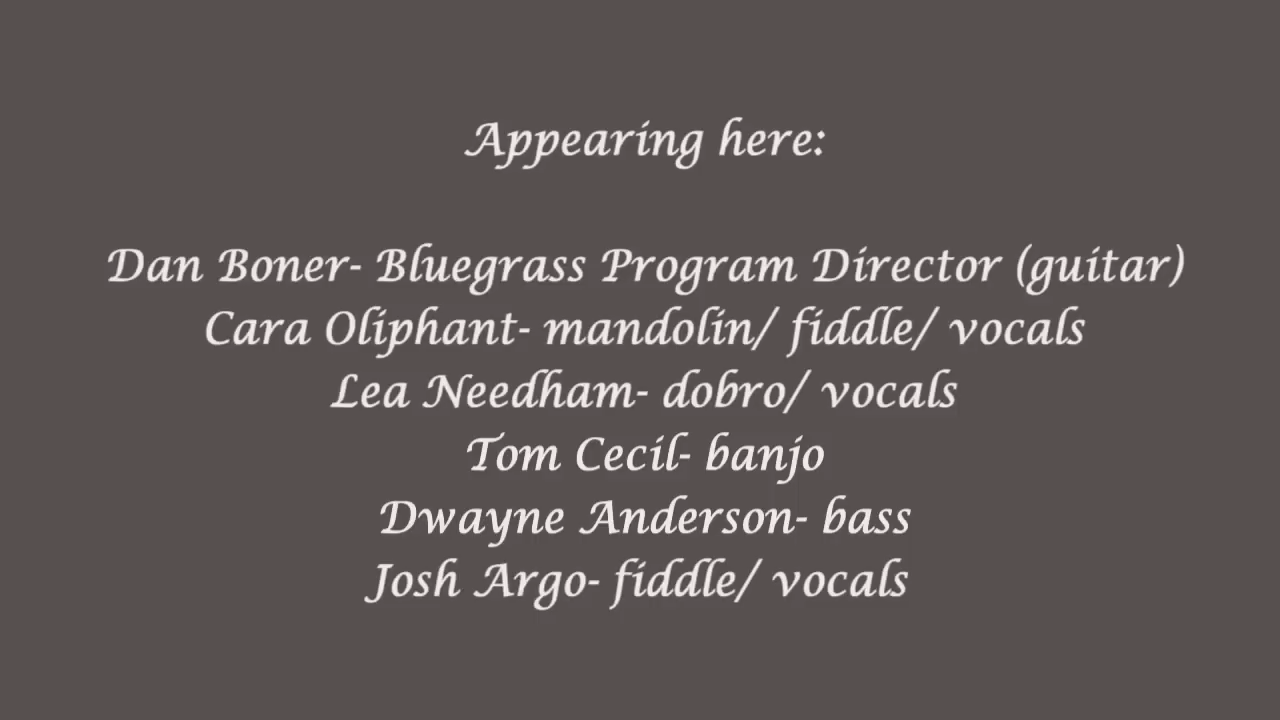 Appearing here:
Dan Boner- Bluegrass Program Director (guitar)
Cara Oliphant- mandolin/ fiddle/ vocals
Lea Needham- dobro/ vocals
Tom Cecil- banjo
Dwayne Anderson- bass
Josh Argo- fiddle/ vocals